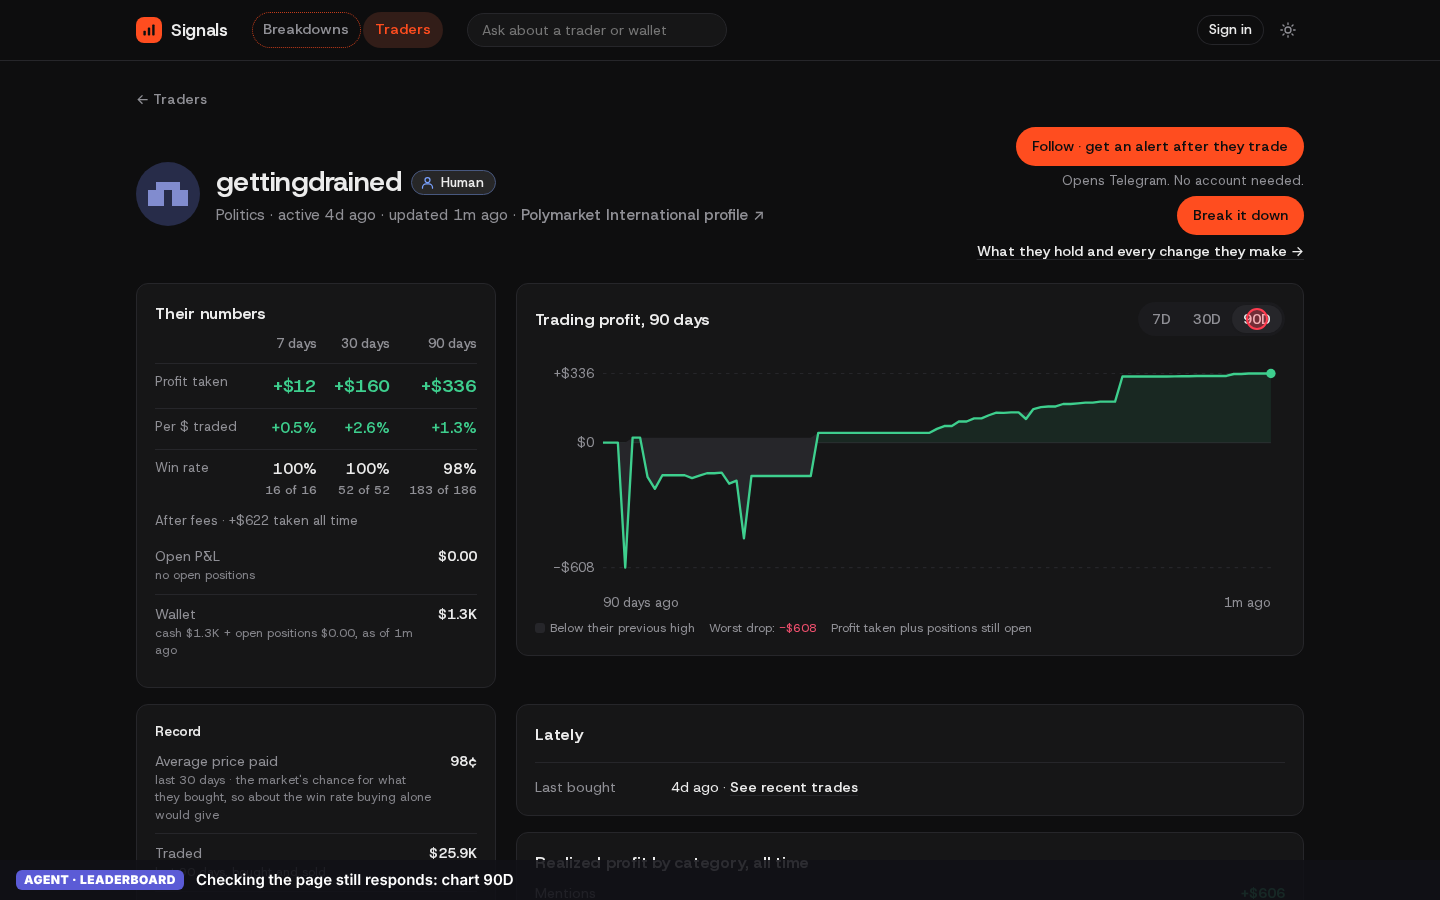 Signals
Breakdowns
Traders
Ask about a trader or wallet
Sign in
← Traders
gettingdrained
Human
Politics · active 4d ago · updated 1m ago · Polymarket International profile ↗
Follow · get an alert after they trade
Opens Telegram. No account needed.
Break it down
What they hold and every change they make →
Their numbers
7 days 30 days 90 days
Profit taken +$12 +$160 +$336
Per $ traded +0.5% +2.6% +1.3%
Win rate 100% 100% 98%
16 of 16 52 of 52 183 of 186
After fees · +$622 taken all time
Open P&L $0.00
no open positions
Wallet $1.3K
cash $1.3K + open positions $0.00, as of 1m
ago
Trading profit, 90 days
7D 30D 90D
+$336
$0
−$608
90 days ago 1m ago
Below their previous high Worst drop: −$608 Profit taken plus positions still open
Record
Average price paid 98¢
last 30 days · the market's chance for what
they bought, so about the win rate buying alone
would give
Traded $25.9K
Lately
Last bought 4d ago · See recent trades
Realized profit by category, all time
Mentions +$606
AGENT · LEADERBOARD Checking the page still responds: chart 90D